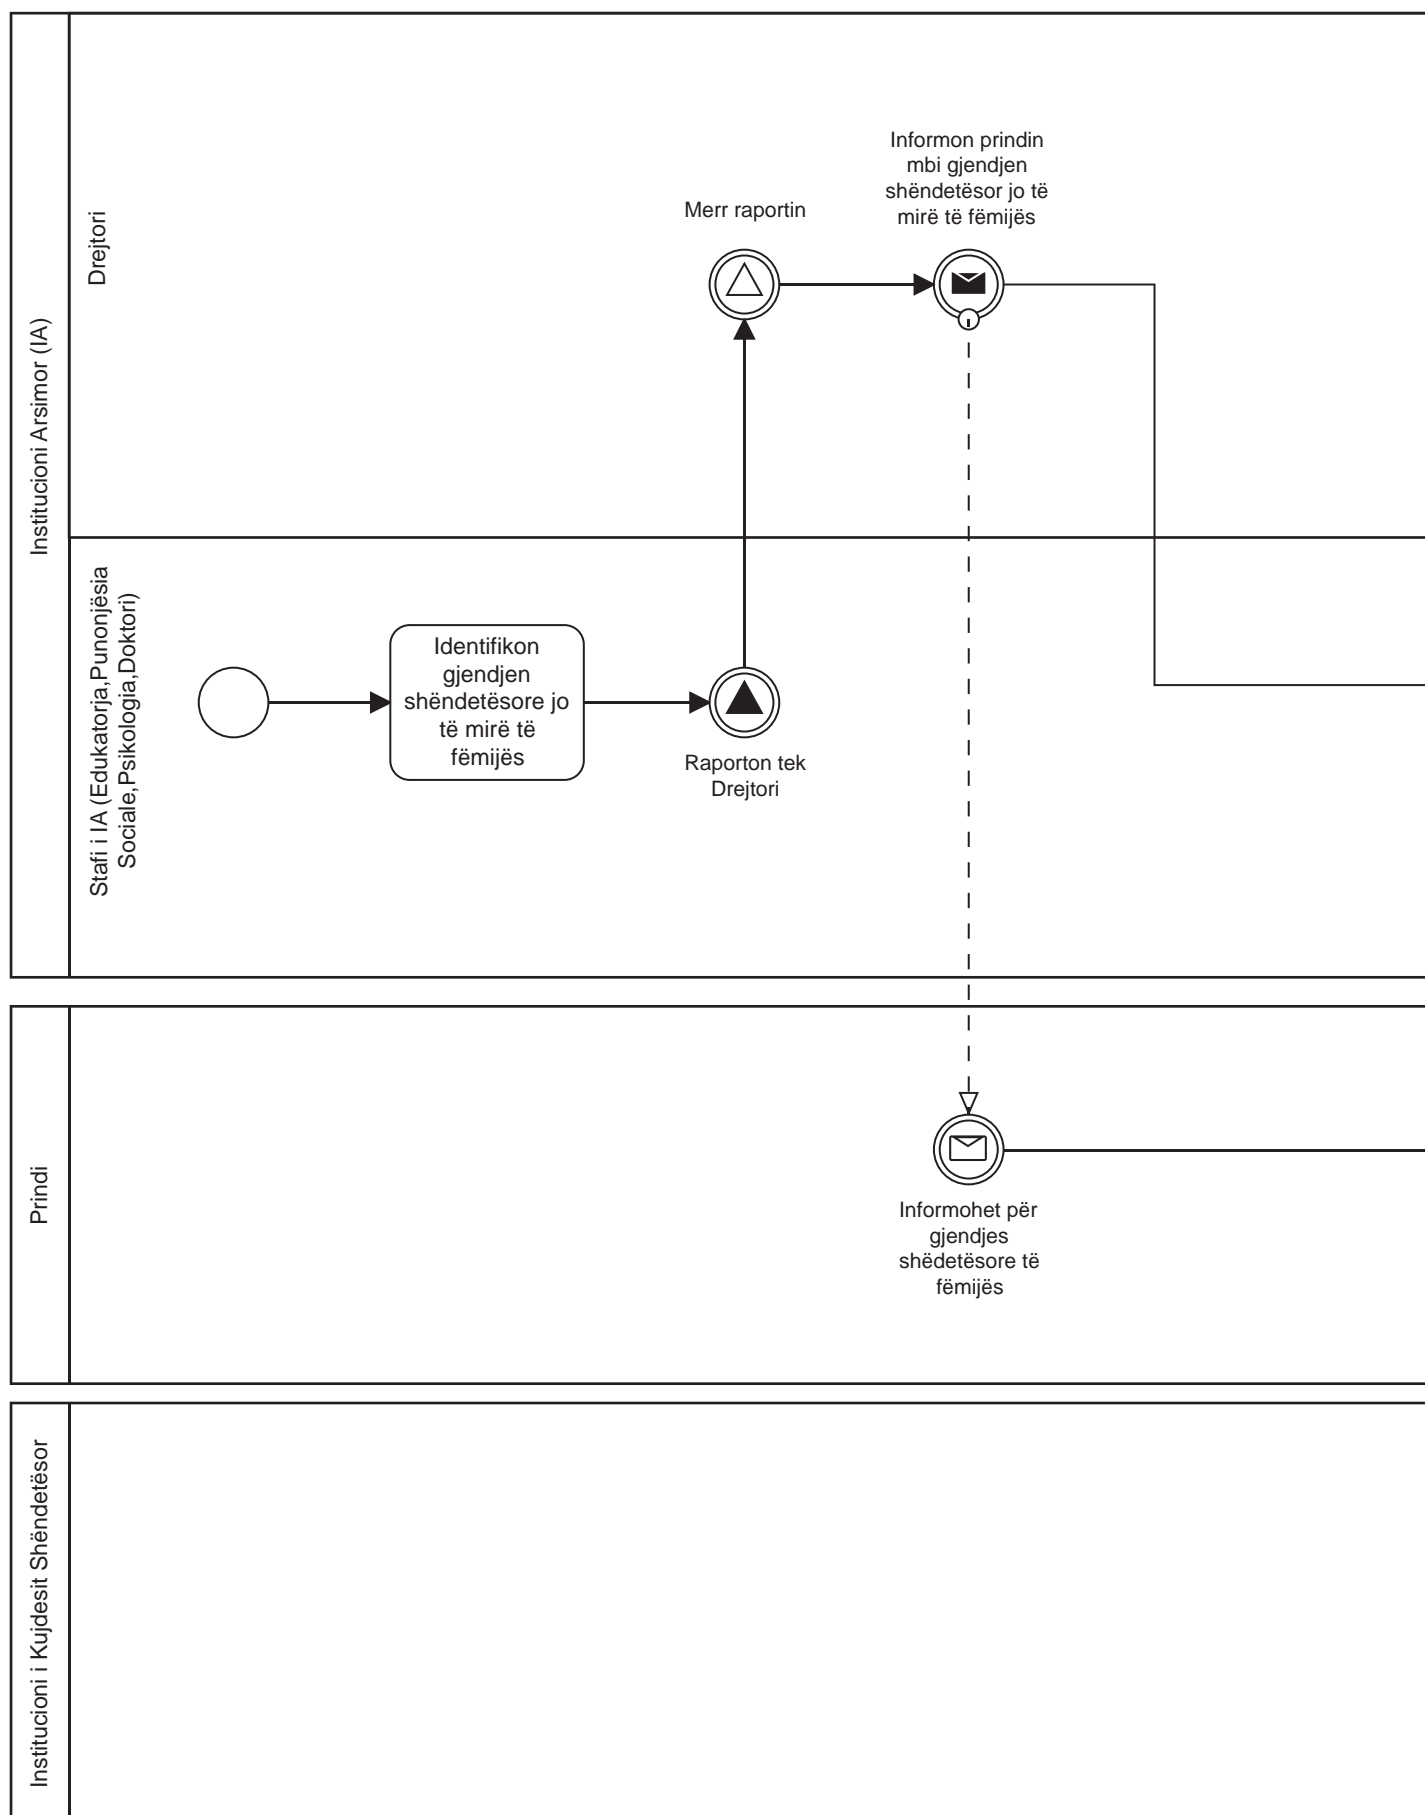 Institucioni Arsimor (IA)
Drejtori
Merr raportin
Informon prindin
mbi gjendjen
shëndetësor jo të
mirë të fëmijës
Stafi i IA (Edukatorja,Punonjësia
Sociale,Psikologia,Doktori)
Identifikon
gjendjen
shëndetësore jo
të mirë të
fëmijës
Raporton tek
Drejtori
Prindi
Informohet për
gjendjes
shëdetësore të
fëmijës
Institucioni i Kujdesit Shëndetësor